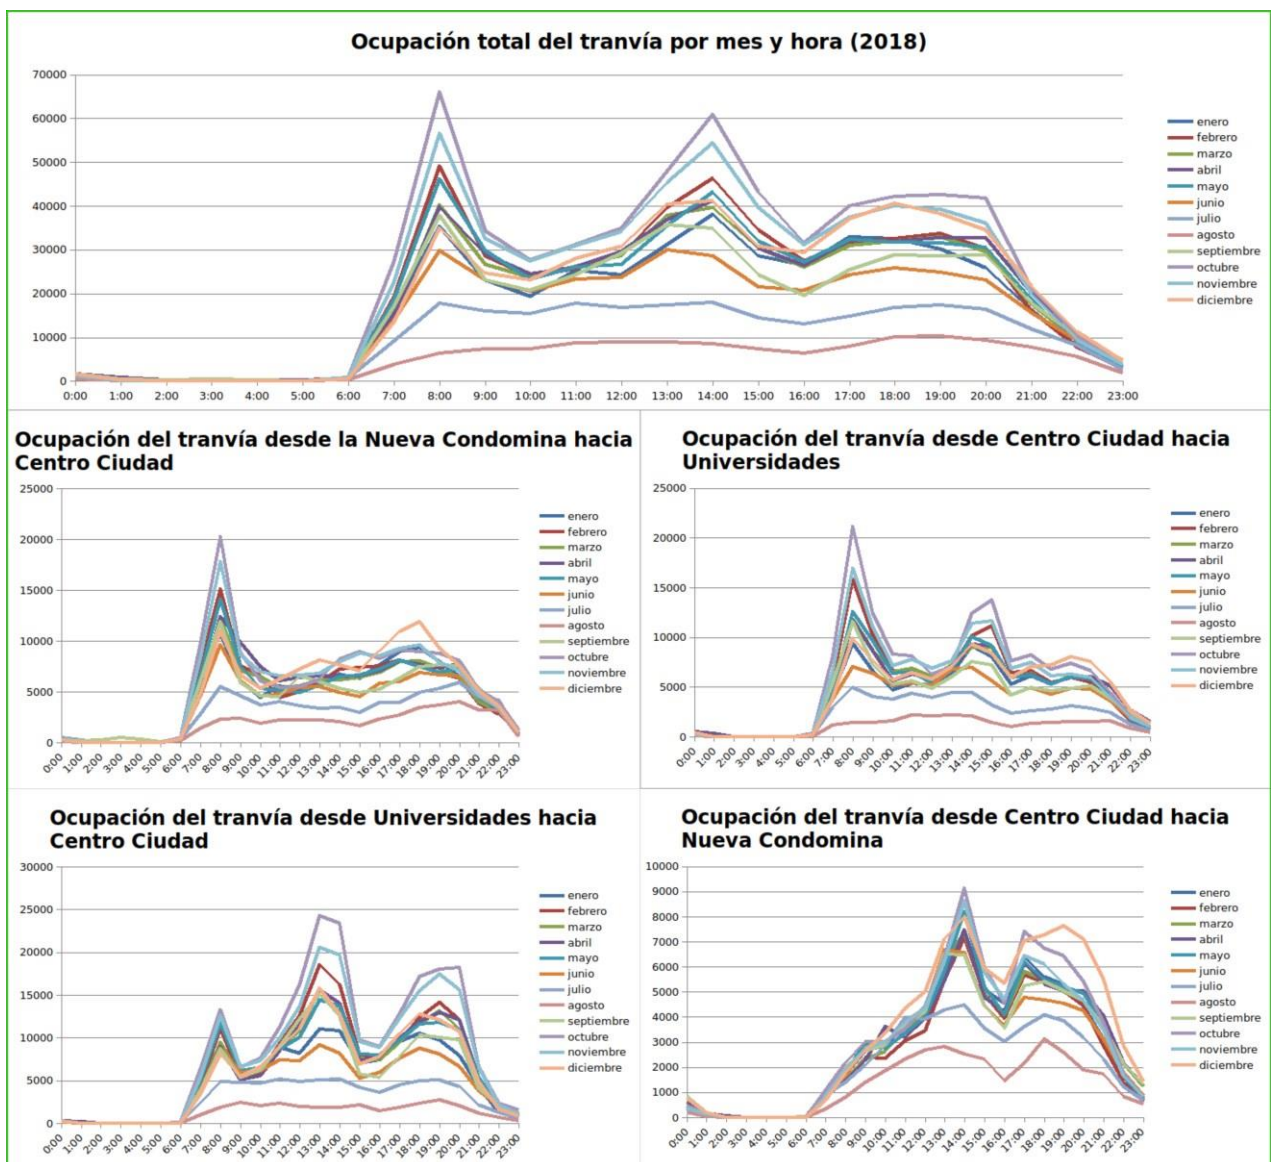 Ocupación total del tranvía por mes y hora (2018)
70000
60000
50000
40000
30000
20000
10000
0
0:00 1:00 2:00 3:00 4:00 5:00 6:00 7:00 8:00 9:00 10:00 11:00 12:00 13:00 14:00 15:00 16:00 17:00 18:00 19:00 20:00 21:00 22:00 23:00
enero
febrero
marzo
abril
mayo
junio
julio
agosto
septiembre
octubre
noviembre
diciembre
Ocupación del tranvía desde la Nueva Condomina hacia
Centro Ciudad
25000
20000
15000
10000
5000
0
0:00 1:00 2:00 3:00 4:00 5:00 6:00 7:00 8:00 9:00 10:00 11:00 12:00 13:00 14:00 15:00 16:00 17:00 18:00 19:00 20:00 21:00 22:00 23:00
enero
febrero
marzo
abril
mayo
junio
julio
agosto
septiembre
octubre
noviembre
diciembre
Ocupación del tranvía desde Centro Ciudad hacia
Universidades
25000
20000
15000
10000
5000
0
0:00 1:00 2:00 3:00 4:00 5:00 6:00 7:00 8:00 9:00 10:00 11:00 12:00 13:00 14:00 15:00 16:00 17:00 18:00 19:00 20:00 21:00 22:00 23:00
enero
febrero
marzo
abril
mayo
junio
julio
agosto
septiembre
octubre
noviembre
diciembre
Ocupación del tranvía desde Universidades hacia
Centro Ciudad
30000
25000
20000
15000
10000
5000
0
0:00 1:00 2:00 3:00 4:00 5:00 6:00 7:00 8:00 9:00 10:00 11:00 12:00 13:00 14:00 15:00 16:00 17:00 18:00 19:00 20:00 21:00 22:00 23:00
enero
febrero
marzo
abril
mayo
junio
julio
agosto
septiembre
octubre
noviembre
diciembre
Ocupación del tranvía desde Centro Ciudad hacia
Nueva Condomina
10000
9000
8000
7000
6000
5000
4000
3000
2000
1000
0
0:00 1:00 2:00 3:00 4:00 5:00 6:00 7:00 8:00 9:00 10:00 11:00 12:00 13:00 14:00 15:00 16:00 17:00 18:00 19:00 20:00 21:00 22:00 23:00
enero
febrero
marzo
abril
mayo
junio
julio
agosto
septiembre
octubre
noviembre
diciembre